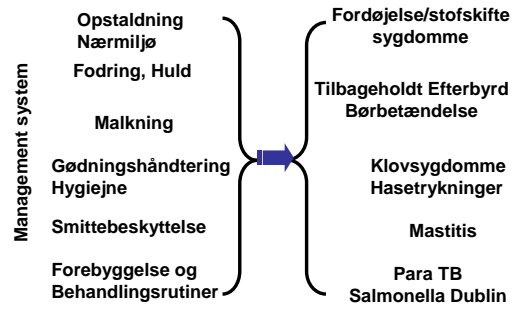 Management system
Opstaldning
Nærmiljø
Fodring, Huld
Malkning
Gødningshåndtering
Hygiejne
Smittebeskyttelse
Forebyggelse og
Behandlingsrutiner
Fordøjelse/stofskifte
sygdomme
Tilbageholdt Efterbyrd
Børbetændelse
Klovsygdomme
Hasetrykninger
Mastitis
Para TB
Salmonella Dublin